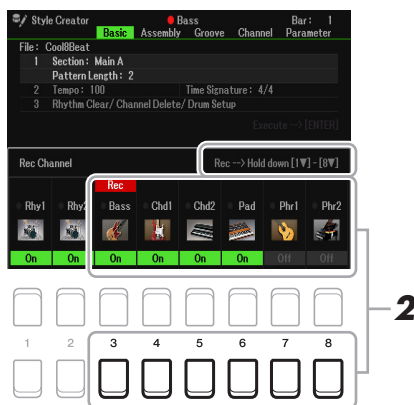 Style Creator Bass Bar : 1
Basic Assembly Groove Channel Parameter
File : Cool8Beat
1 Section : Main A
Pattern Length : 2
2 Tempo : 100 Time Signature : 4/4
3 Rhythm Clear/ Channel Delete/ Drum Setup
Execute --> [ENTER]
Rec Channel Rec --> Hold down [1▼] - [8▼]
Rec
Rhy1 Rhy2 Bass Chd1 Chd2 Pad Phr1 Phr2
On On On On On On Off Off
2
1 2 3 4 5 6 7 8